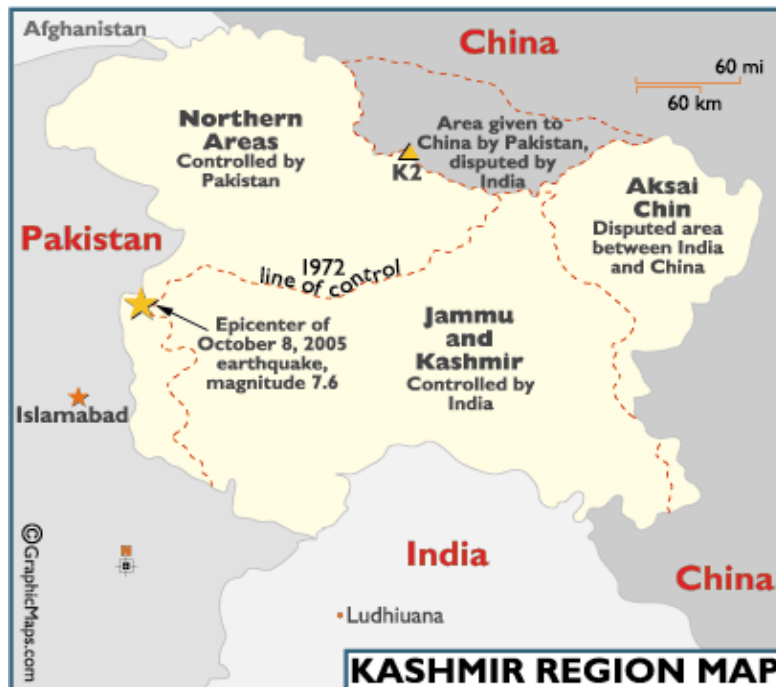 Afghanistan
China
60 mi
60 km
Northern
Areas
Controlled by
Pakistan
Area given to
China by Pakistan,
disputed by
India
K2
Aksai
Chin
Disputed area
between India
and China
Pakistan
1972
line of control
Epicenter of
October 8, 2005
earthquake,
magnitude 7.6
Jammu
and
Kashmir
Controlled by
India
Islamabad
©GraphicMaps.com
N
India
China
Ludhiuana
KASHMIR REGION MAP